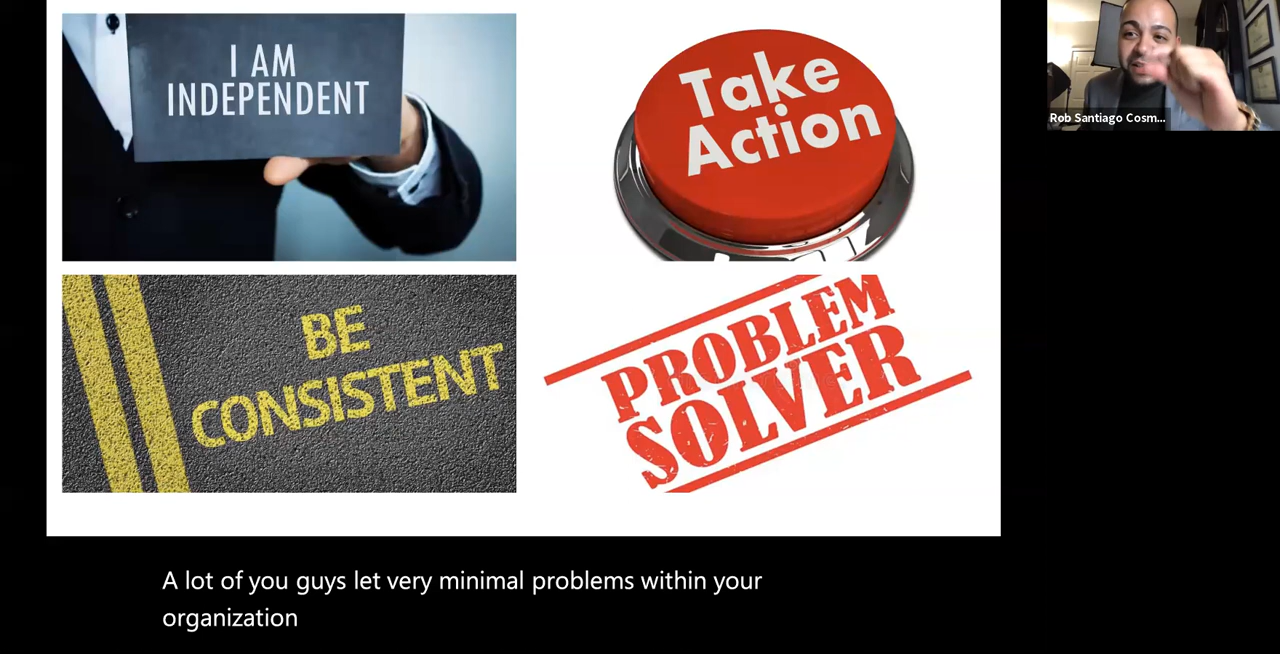 I AM
INDEPENDENT
Take
Action
Rob Santiago Cosm...
BE
CONSISTENT
PROBLEM
SOLVER
A lot of you guys let very minimal problems within your
organization